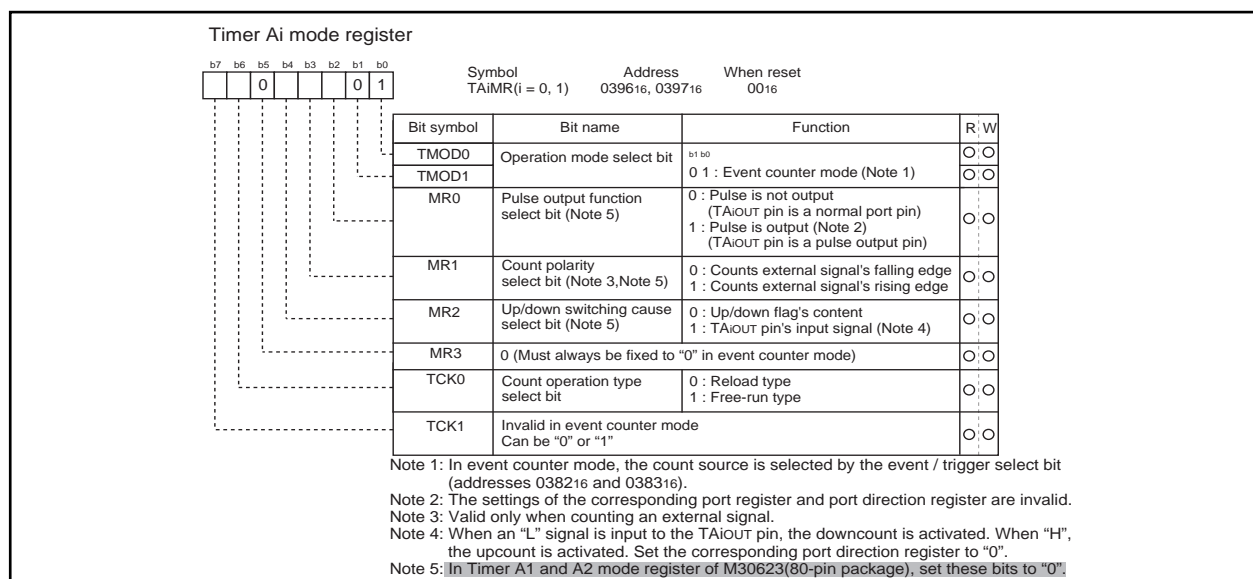 Timer Ai mode register
b7 b6 b5 b4 b3 b2 b1 b0
0 0 1
Symbol Address When reset
TAiMR(i = 0, 1) 039616, 039716 0016
Bit symbol Bit name Function R W
TMOD0 Operation mode select bit b1 b0
TMOD1 0 1 : Event counter mode (Note 1)
MR0 Pulse output function
select bit (Note 5)
0 : Pulse is not output
(TAiOUT pin is a normal port pin)
1 : Pulse is output (Note 2)
(TAiOUT pin is a pulse output pin)
MR1 Count polarity
select bit (Note 3,Note 5)
0 : Counts external signal's falling edge
1 : Counts external signal's rising edge
MR2 Up/down switching cause
select bit (Note 5)
0 : Up/down flag's content
1 : TAiOUT pin's input signal (Note 4)
MR3 0 (Must always be fixed to “0” in event counter mode)
TCK0 Count operation type
select bit
0 : Reload type
1 : Free-run type
TCK1 Invalid in event counter mode
Can be “0” or “1”
Note 1: In event counter mode, the count source is selected by the event / trigger select bit
(addresses 038216 and 038316).
Note 2: The settings of the corresponding port register and port direction register are invalid.
Note 3: Valid only when counting an external signal.
Note 4: When an “L” signal is input to the TAiOUT pin, the downcount is activated. When “H”,
the upcount is activated. Set the corresponding port direction register to “0”.
Note 5: In Timer A1 and A2 mode register of M30623(80-pin package), set these bits to “0”.